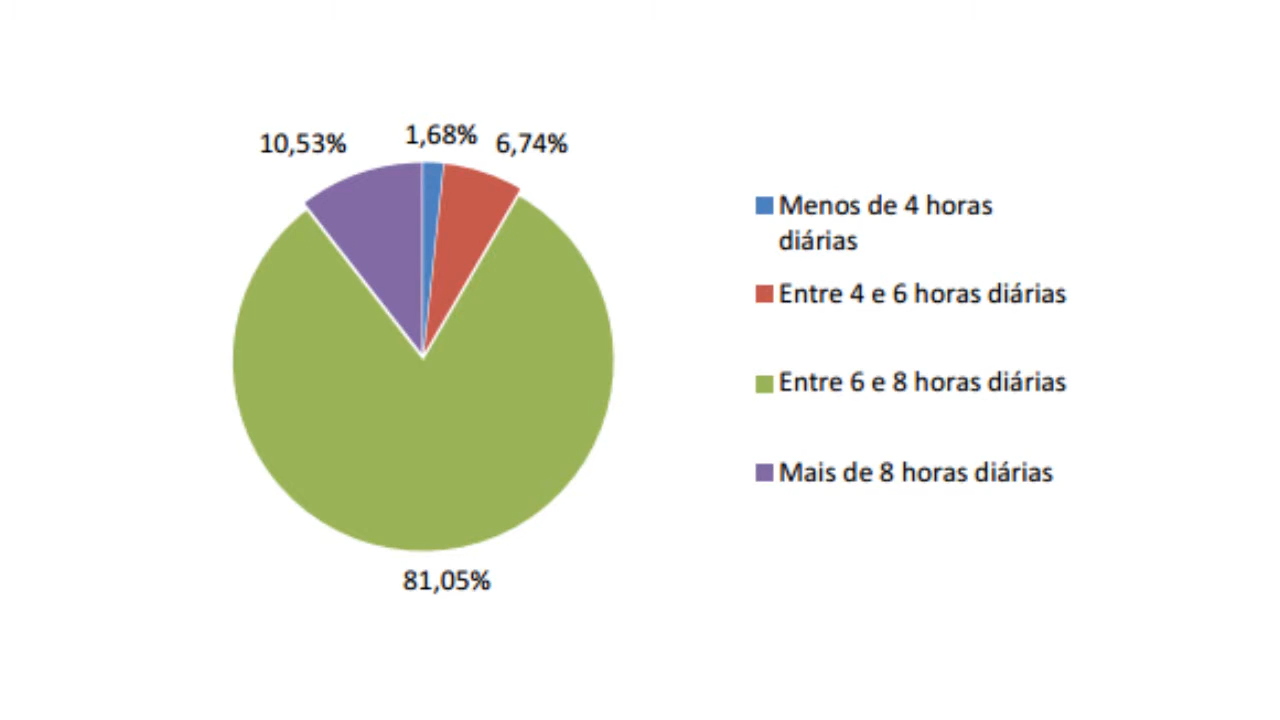 10,53%
1,68%
6,74%
Menos de 4 horas
diárias
Entre 4 e 6 horas diárias
Entre 6 e 8 horas diárias
Mais de 8 horas diárias
81,05%